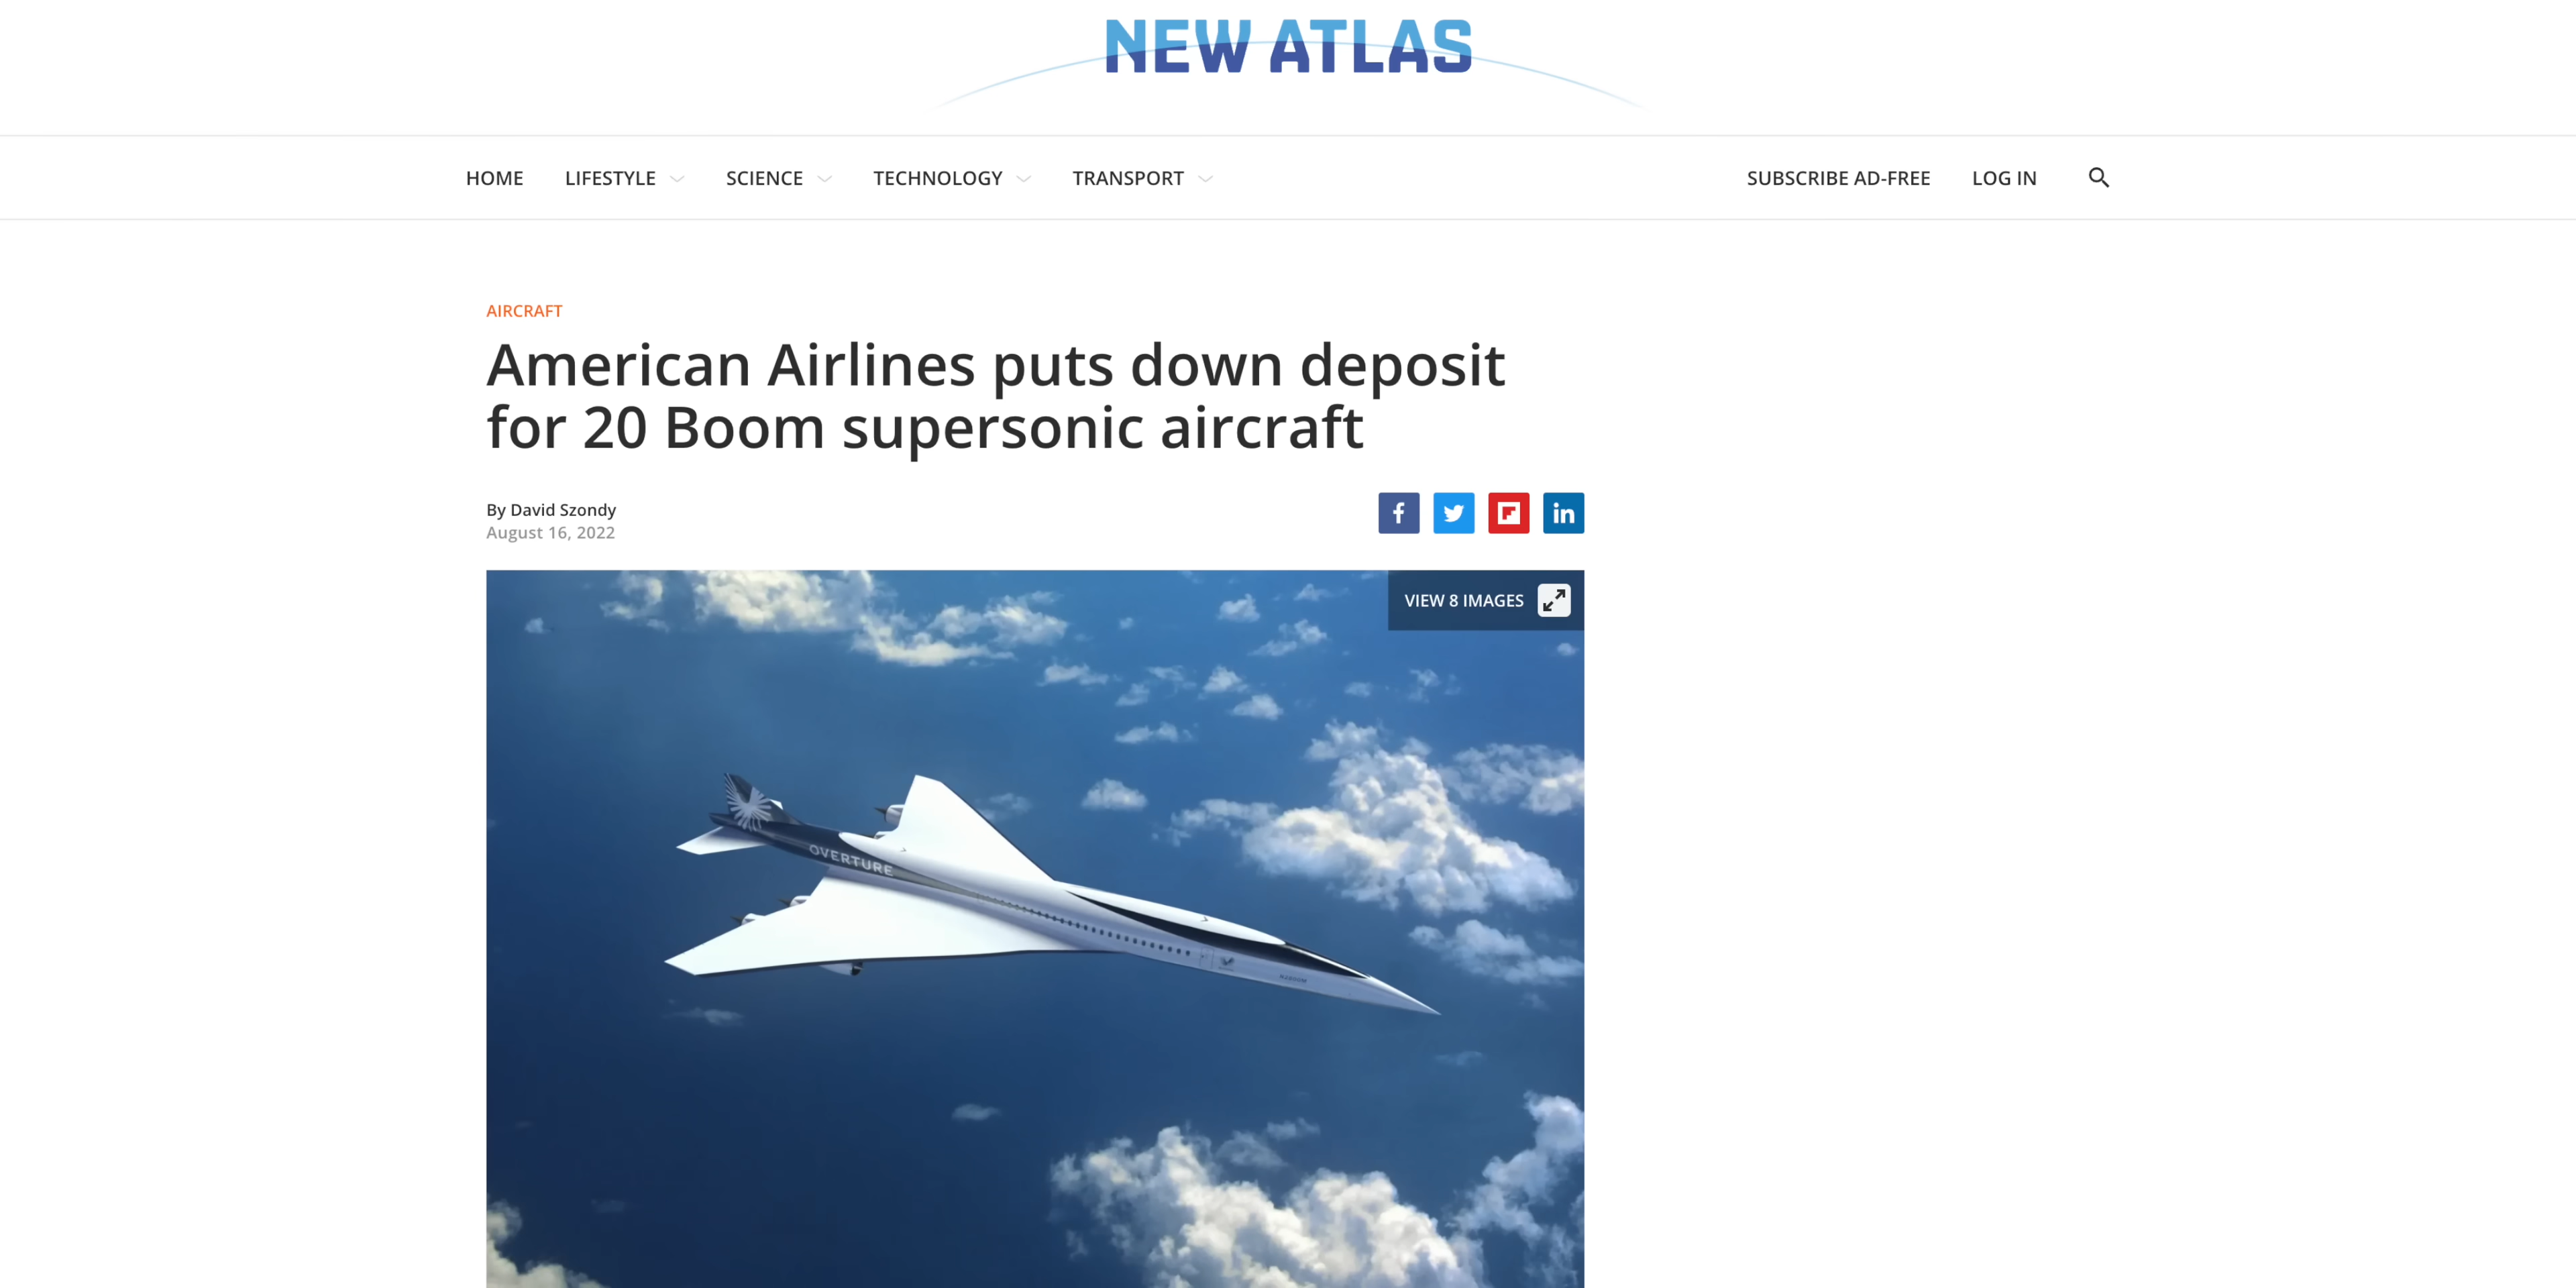 NEW ATLAS
HOME LIFESTYLE SCIENCE TECHNOLOGY TRANSPORT SUBSCRIBE AD-FREE LOG IN
AIRCRAFT
American Airlines puts down deposit
for 20 Boom supersonic aircraft
By David Szondy
August 16, 2022
f in
VIEW 8 IMAGES
OVERTURE